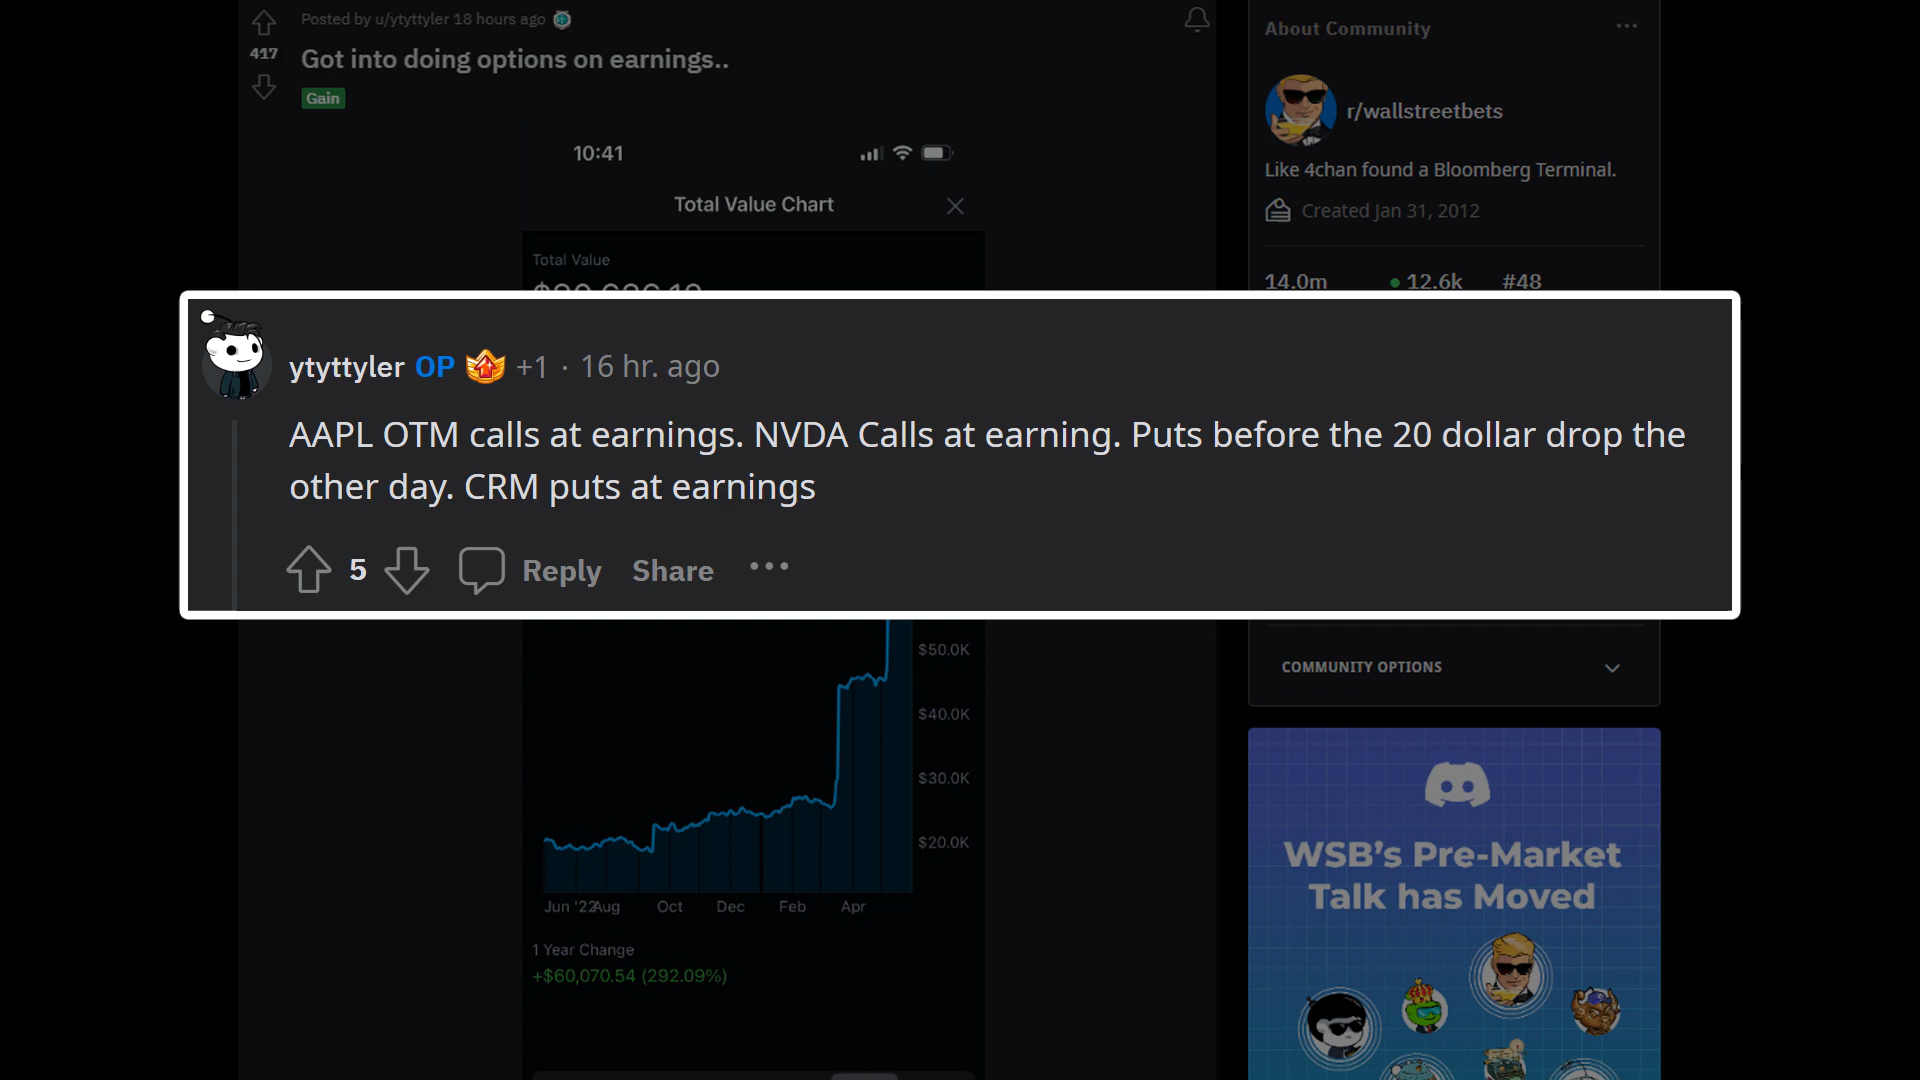 Posted by u/ytyttyler 18 hours ago
417
Got into doing options on earnings..
Gain
10:41
Total Value Chart
Total Value
About Community
r/wallstreetbets
Like 4chan found a Bloomberg Terminal.
Created Jan 31, 2012
14.0m 12.6k #48
ytyttyler OP +1 · 16 hr. ago
AAPL OTM calls at earnings. NVDA Calls at earning. Puts before the 20 dollar drop the
other day. CRM puts at earnings
5 Reply Share
$50.0K
$40.0K
$30.0K
$20.0K
Jun '22 Aug Oct Dec Feb Apr
1 Year Change
+$60,070.54 (292.09%)
COMMUNITY OPTIONS
WSB's Pre-Market
Talk has Moved